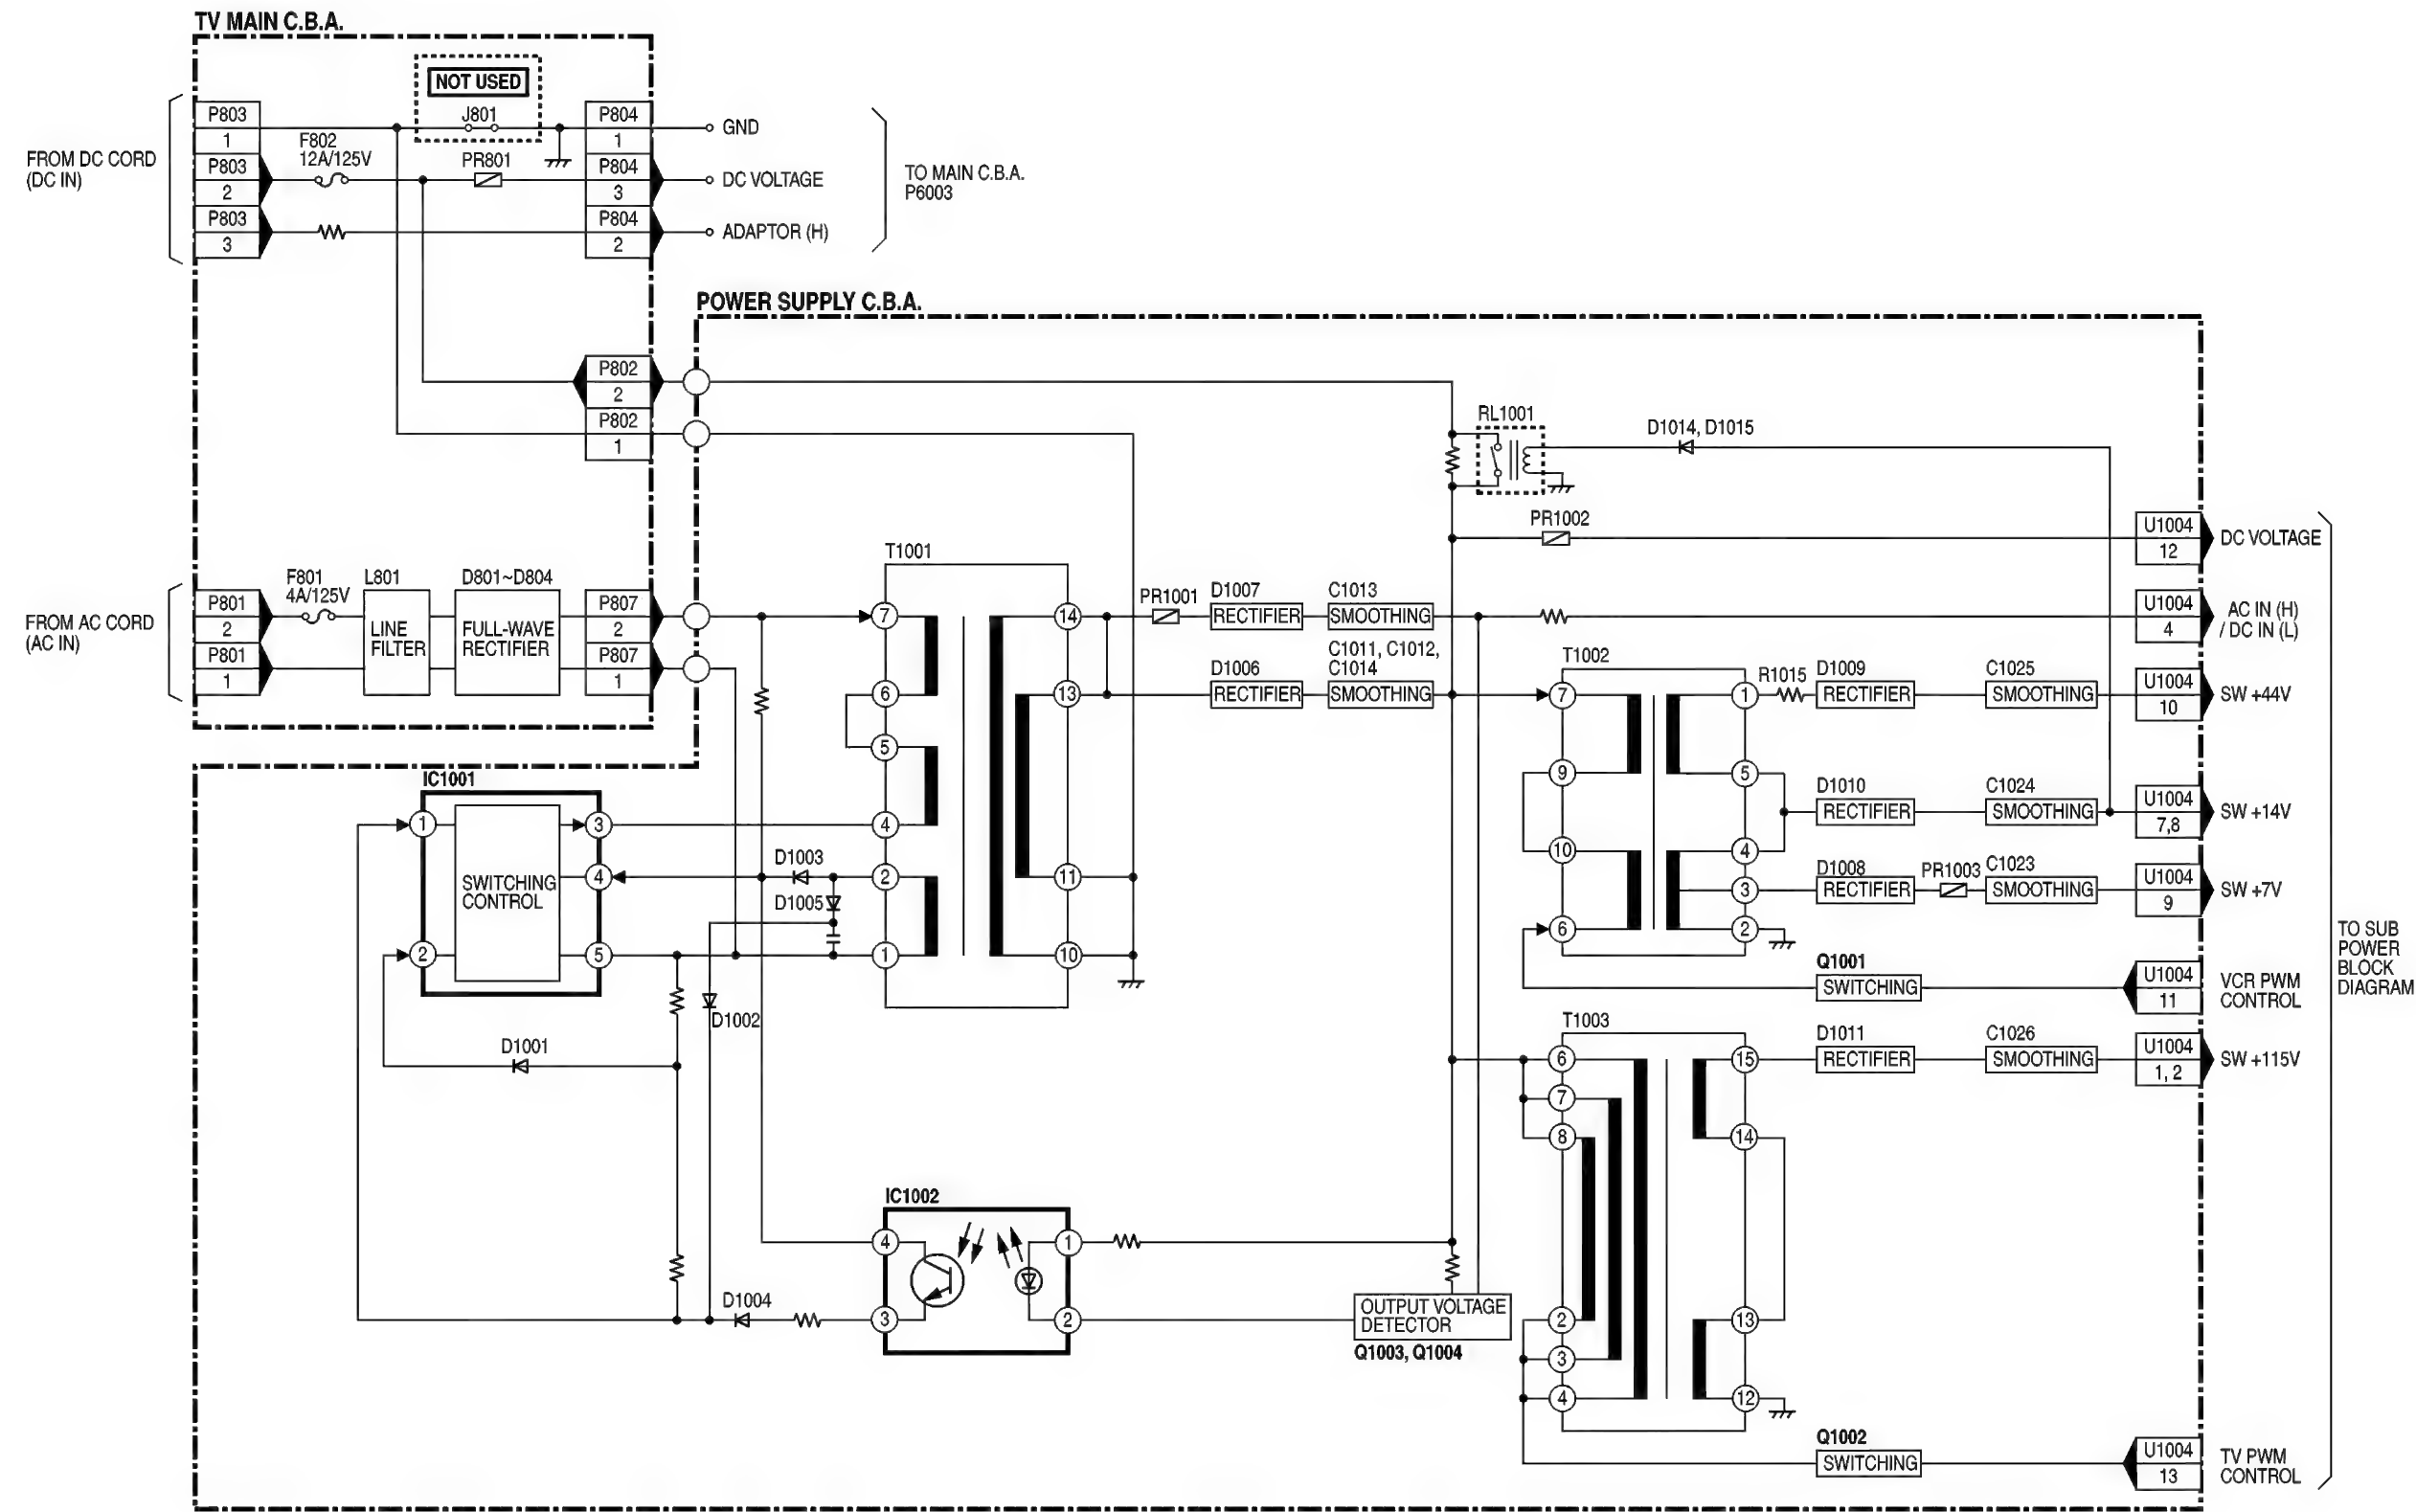 TV MAIN C.B.A.
NOT USED
J801
P803
1
P803
2
P803
3
FROM DC CORD
(DC IN)
F802
12A/125V
PR801
P804
1
P804
3
P804
2
GND
DC VOLTAGE
ADAPTOR (H)
TO MAIN C.B.A.
P6003
POWER SUPPLY C.B.A.
P802
2
P802
1
RL1001
D1014, D1015
PR1002
U1004
12
DC VOLTAGE
FROM AC CORD
(AC IN)
P801
2
P801
1
F801
4A/125V
L801
LINE
FILTER
D801~D804
FULL-WAVE
RECTIFIER
P807
2
P807
1
T1001
7
6
5
4
2
1
14
13
11
10
PR1001
D1007
RECTIFIER
C1013
SMOOTHING
D1006
RECTIFIER
C1011, C1012,
C1014
SMOOTHING
U1004
4
AC IN (H)
/ DC IN (L)
T1002
7
9
10
6
1
5
4
3
2
R1015
D1009
RECTIFIER
C1025
SMOOTHING
U1004
10
SW +44V
D1010
RECTIFIER
C1024
SMOOTHING
U1004
7,8
SW +14V
D1008
RECTIFIER
PR1003
C1023
SMOOTHING
U1004
9
SW +7V
Q1001
SWITCHING
U1004
11
VCR PWM
CONTROL
TO SUB
POWER
BLOCK
DIAGRAM
IC1001
1
2
SWITCHING
CONTROL
3
4
5
D1003
D1005
D1002
D1001
T1003
6
7
8
2
3
4
15
14
13
12
D1011
RECTIFIER
C1026
SMOOTHING
U1004
1, 2
SW +115V
IC1002
4
3
1
2
D1004
OUTPUT VOLTAGE
DETECTOR
Q1003, Q1004
Q1002
SWITCHING
U1004
13
TV PWM
CONTROL